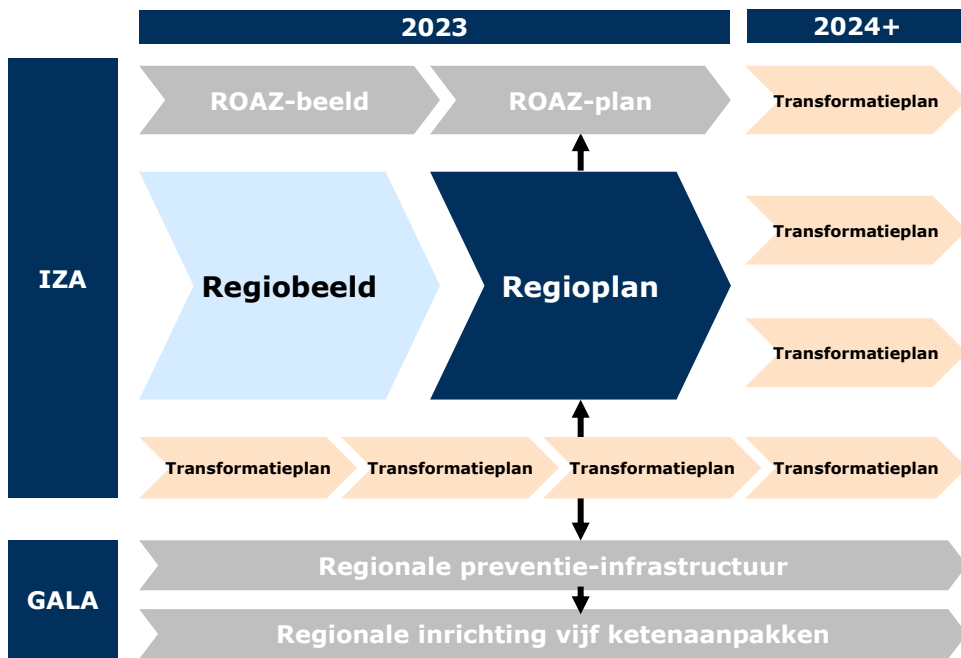 2023
2024+
IZA
ROAZ-beeld
ROAZ-plan
Transformatieplan
Transformatieplan
Regiobeeld
Regioplan
Transformatieplan
Transformatieplan
Transformatieplan
Transformatieplan
Transformatieplan
GALA
Regionale preventie-infrastructuur
Regionale inrichting vijf ketenaanpakken